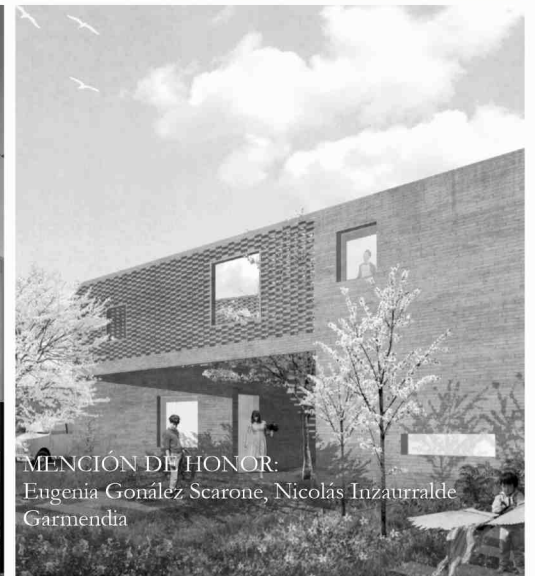 MENCIÓN DE HONOR:
Eugenia Gonález Scarone, Nicolás Inzaurralde
Garmendia